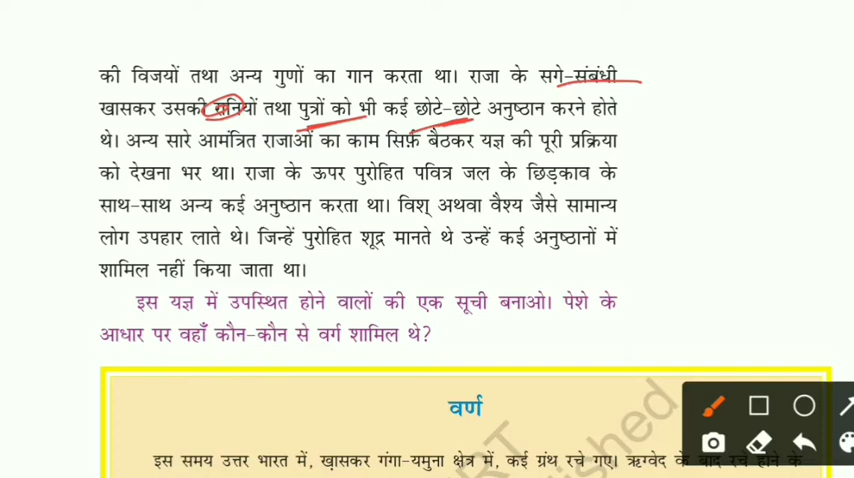 की विजयों तथा अन्य गुणों का गान करता था। राजा के सगे-संबंधी
खासकर उसकी रानियों तथा पुत्रों को भी कई छोटे-छोटे अनुष्ठान करने होते
थे। अन्य सारे आमंत्रित राजाओं का काम सिर्फ़ बैठकर यज्ञ की पूरी प्रक्रिया
को देखना भर था। राजा के ऊपर पुरोहित पवित्र जल के छिड़काव के
साथ-साथ अन्य कई अनुष्ठान करता था। विश् अथवा वैश्य जैसे सामान्य
लोग उपहार लाते थे। जिन्हें पुरोहित शूद्र मानते थे उन्हें कई अनुष्ठानों में
शामिल नहीं किया जाता था।
इस यज्ञ में उपस्थित होने वालों की एक सूची बनाओ। पेशे के
आधार पर वहाँ कौन-कौन से वर्ग शामिल थे?
वर्ण
इस समय उत्तर भारत में, ख़ासकर गंगा-यमुना क्षेत्र में, कई ग्रंथ रचे गए। ऋग्वेद के बाद रचे होने के